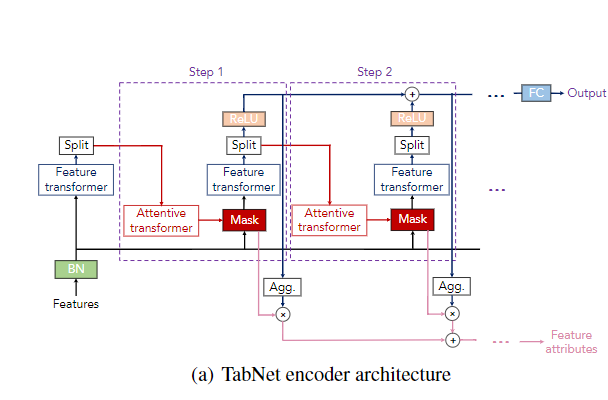 Step 1
Step 2
FC
Output
...
ReLU
ReLU
Split
Split
Split
Feature
transformer
Feature
transformer
Feature
transformer
...
Attentive
transformer
Mask
Attentive
transformer
Mask
BN
Features
Agg.
Agg.
...
Feature
attributes
(a) TabNet encoder architecture